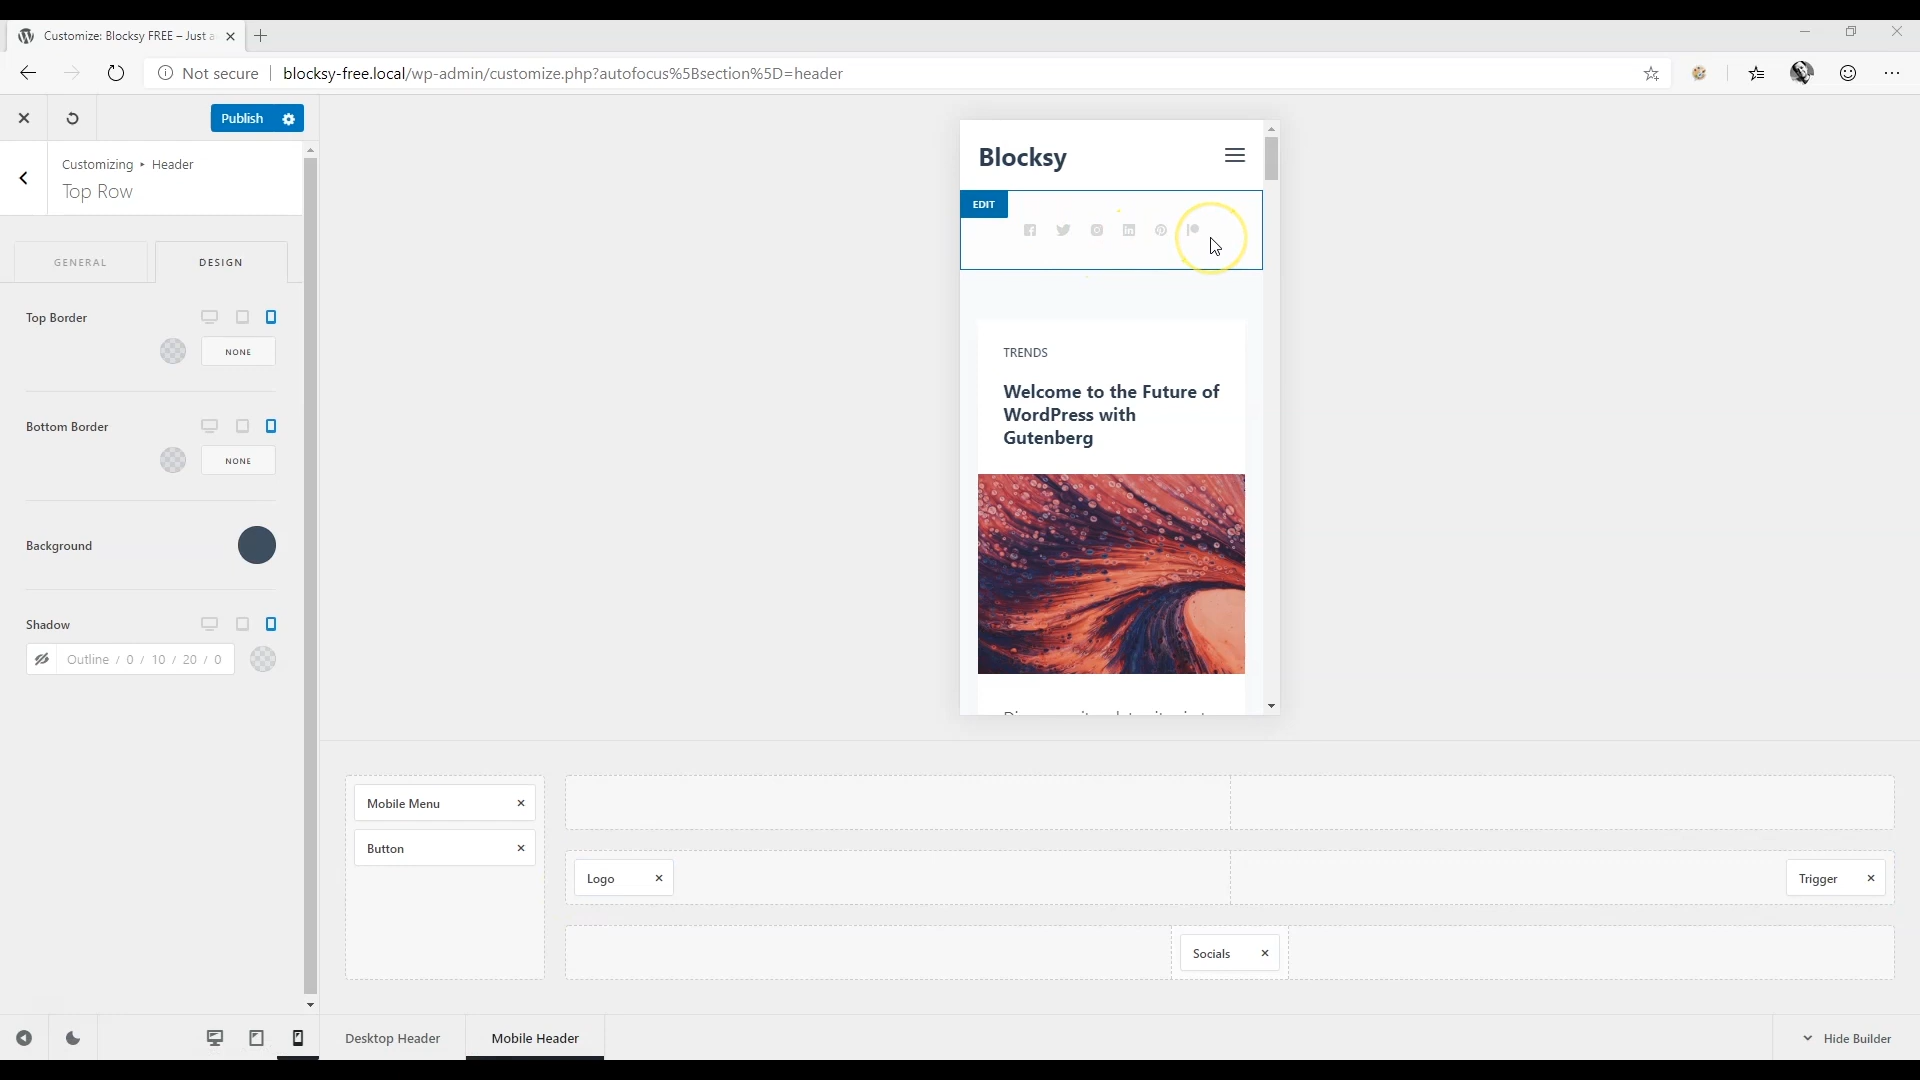 Customize: Blocksy FREE – Just a
Not secure
blocksy-free.local/wp-admin/customize.php?autofocus%5Bsection%5D=header
Publish
Customizing ▸ Header
Top Row
GENERAL
DESIGN
Top Border
NONE
Bottom Border
NONE
Background
Shadow
Outline / 0 / 10 / 20 / 0
Blocksy
EDIT
TRENDS
Welcome to the Future of
WordPress with
Gutenberg
Mobile Menu
Button
Logo
Trigger
Socials
Desktop Header
Mobile Header
Hide Builder